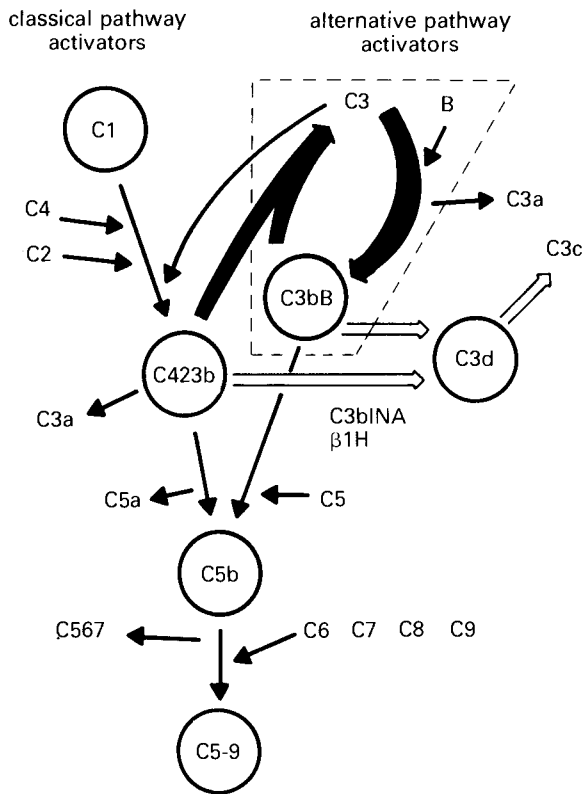 classical pathway
activators
alternative pathway
activators
C3
B
C1
C4
C3a
C2
C3c
C3bB
C3d
C423b
C3a
C3bINA
β1H
C5a
C5
C5b
C567
C6 C7 C8 C9
C5-9